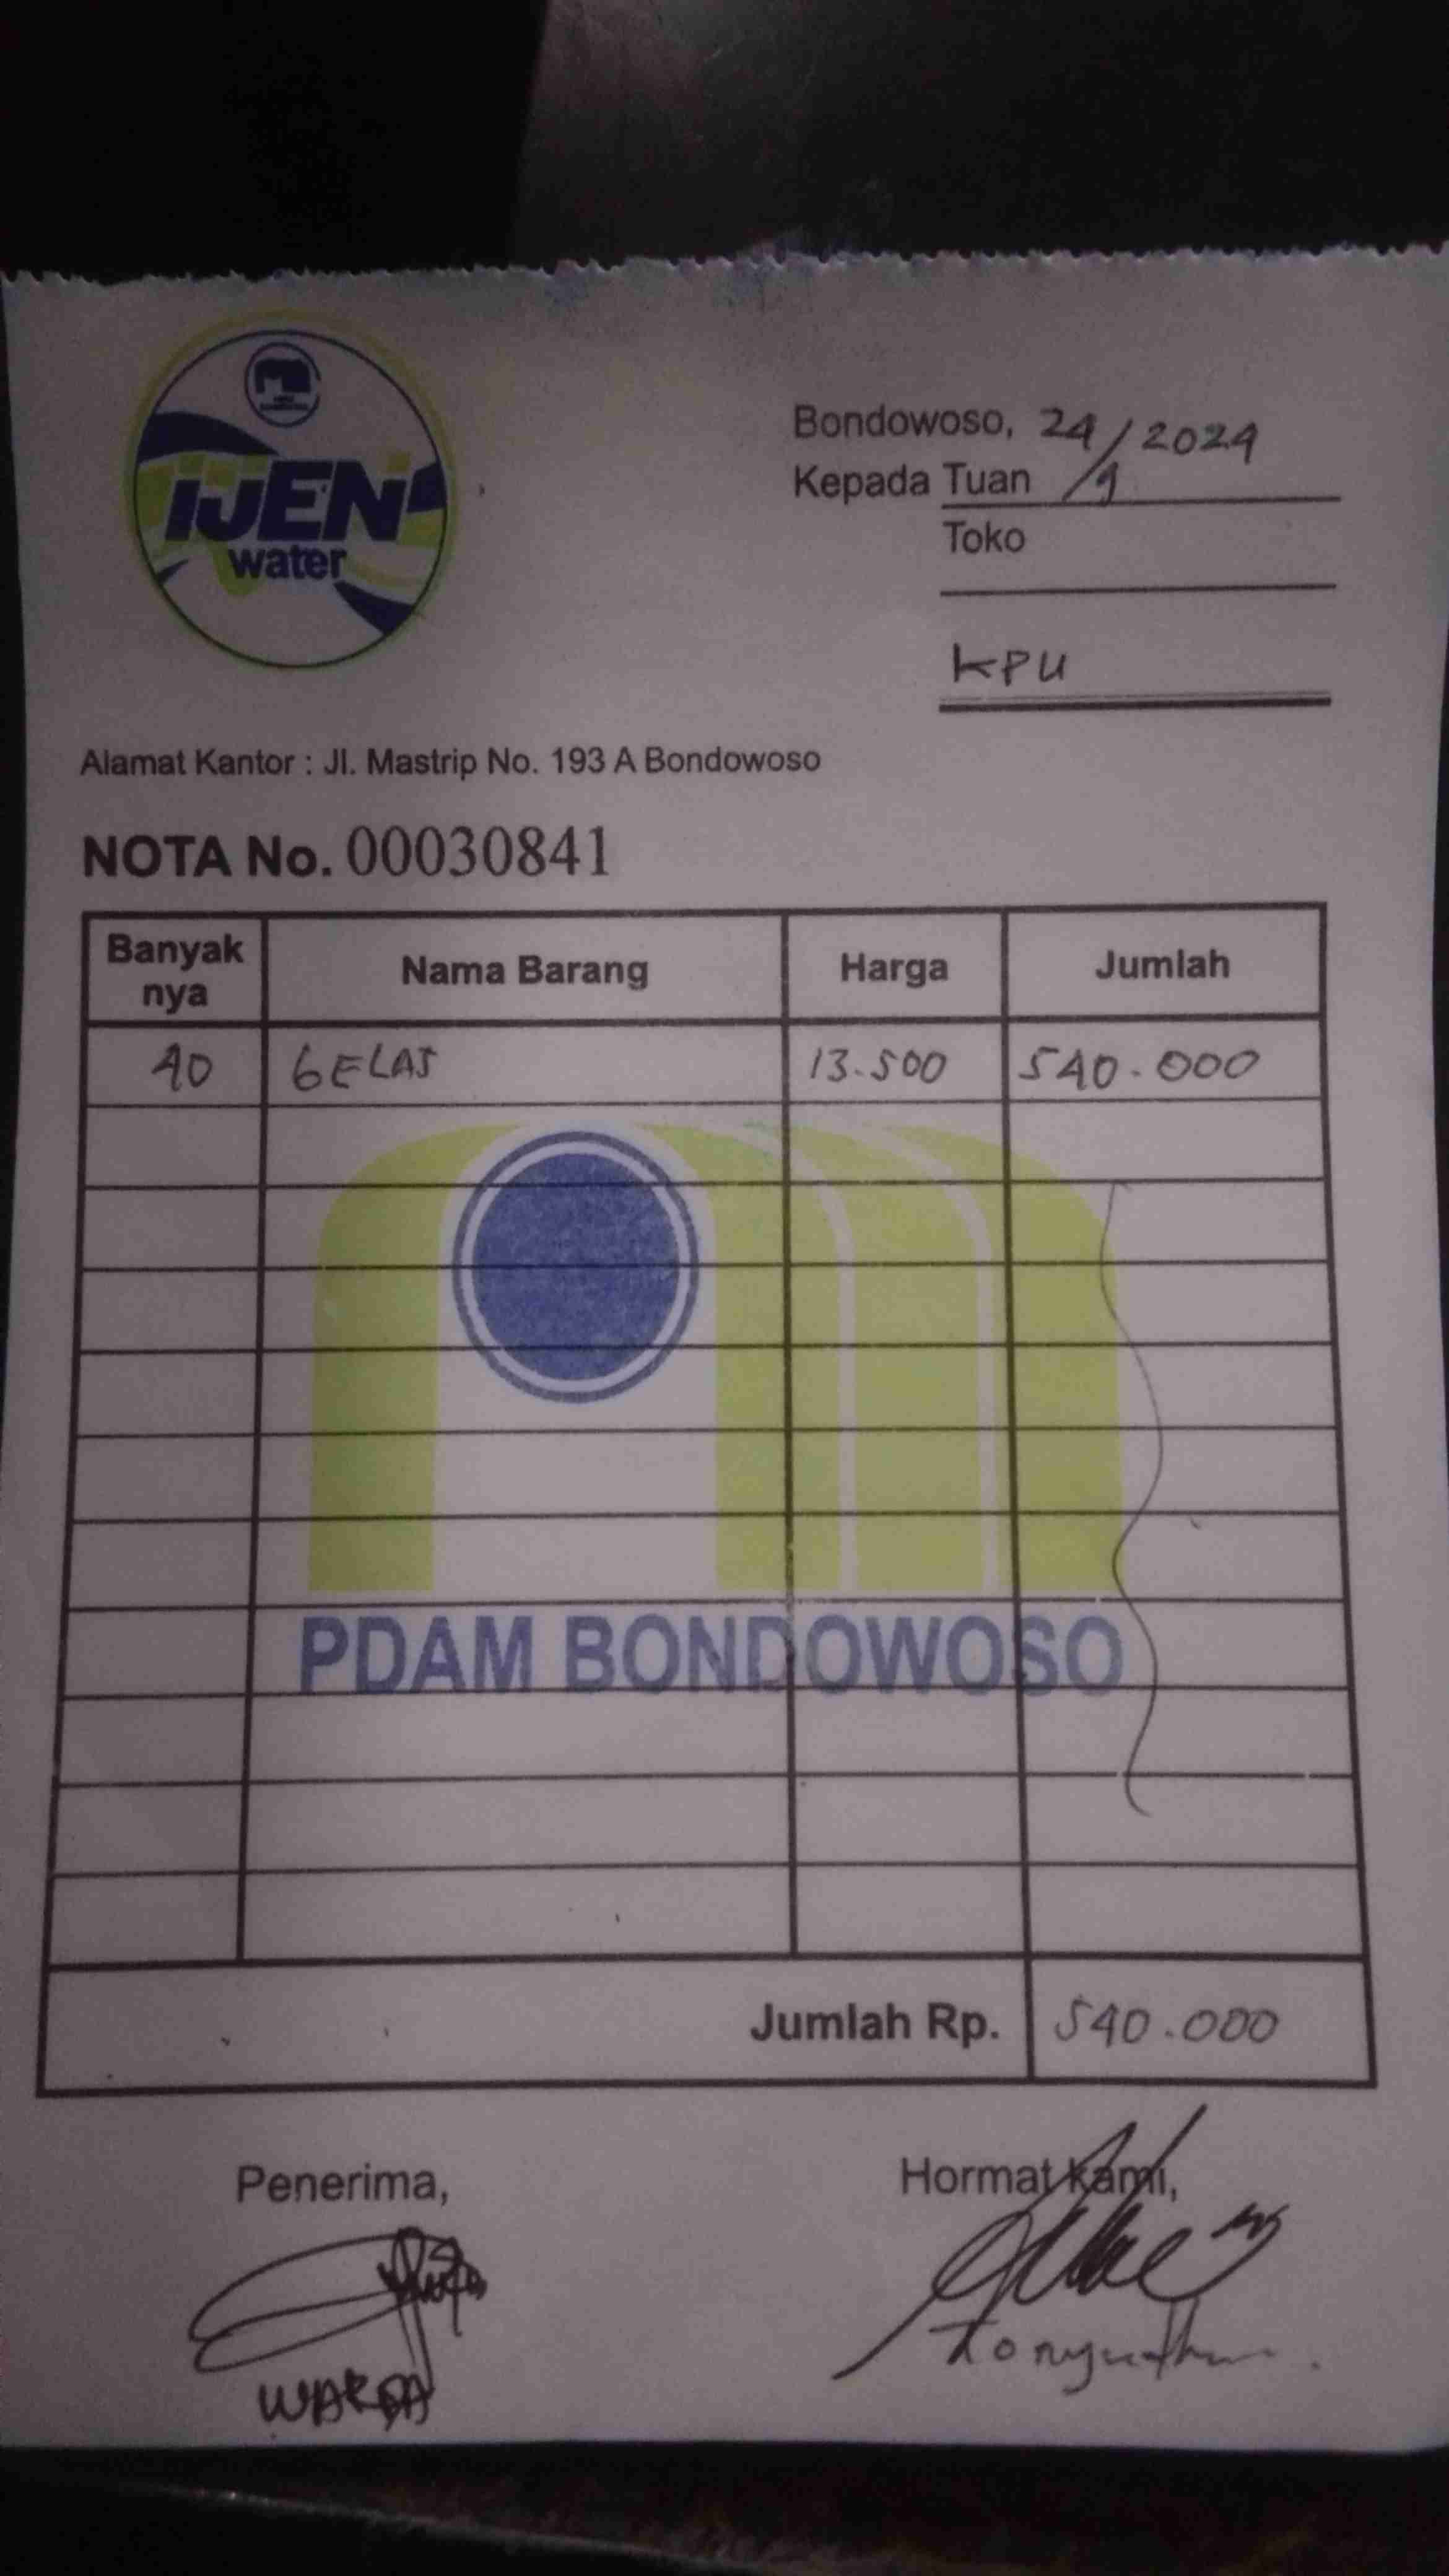 IJEN
water
Bondowoso, 24/1/2024
Kepada Tuan
Toko
KPU
Alamat Kantor : Jl. Mastrip No. 193 A Bondowoso
NOTA No. 00030841
Banyak nya Nama Barang Harga Jumlah
40 GELAS 13.500 540.000
PDAM BONDOWOSO
Jumlah Rp. 540.000
Penerima, Hormat Kami,
WARDA